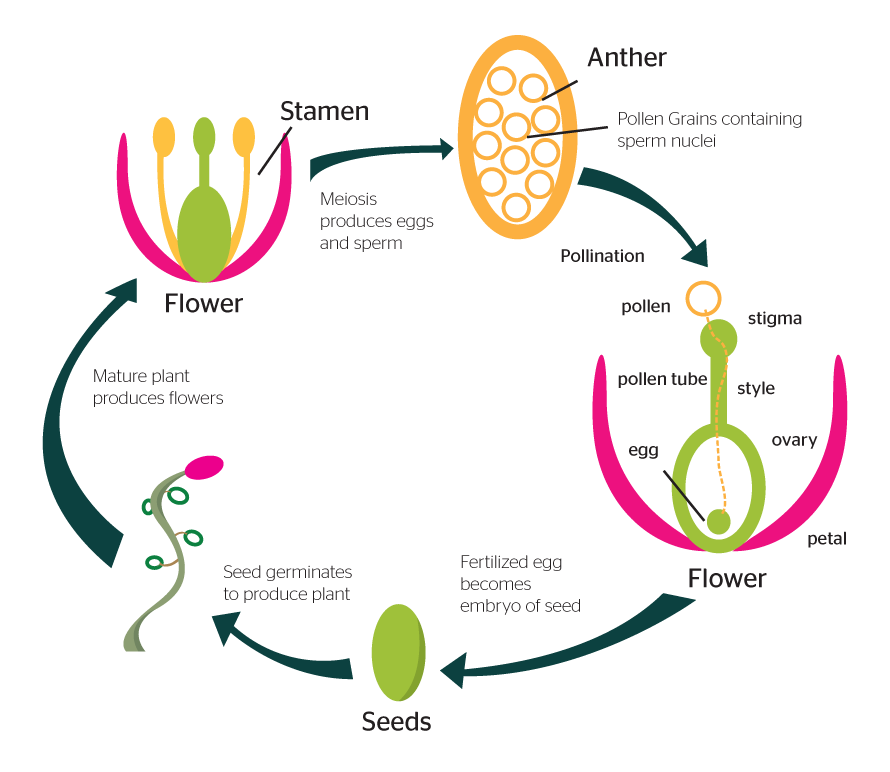 Stamen
Anther
Pollen Grains containing
sperm nuclei
Meiosis
produces eggs
and sperm
Flower
Pollination
pollen
stigma
pollen tube
style
egg
ovary
petal
Flower
Mature plant
produces flowers
Seed germinates
to produce plant
Fertilized egg
becomes
embryo of seed
Seeds